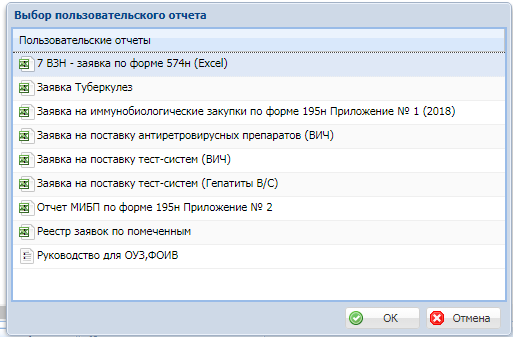 Выбор пользовательского отчета
Пользовательские отчеты
7 ВЗН - заявка по форме 574н (Excel)
Заявка Туберкулез
Заявка на иммунобиологические закупки по форме 195н Приложение № 1 (2018)
Заявка на поставку антиретровирусных препаратов (ВИЧ)
Заявка на поставку тест-систем (ВИЧ)
Заявка на поставку тест-систем (Гепатиты B/C)
Отчет МИБП по форме 195н Приложение № 2
Реестр заявок по помеченным
Руководство для ОУЗ,ФОИВ
ОК Отмена